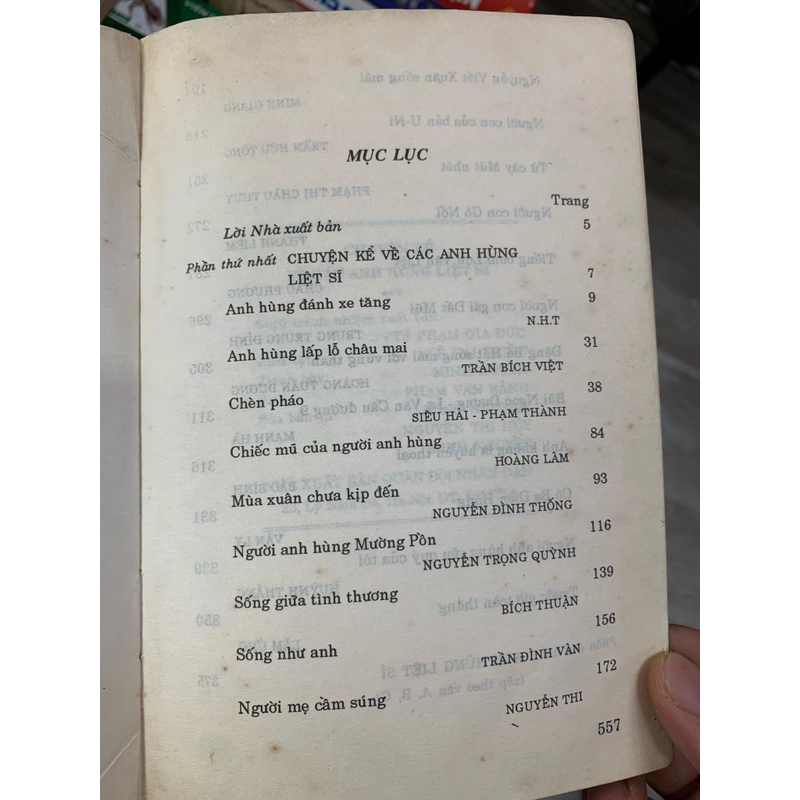 MỤC LỤC
Trang
Lời Nhà xuất bản 5
Phần thứ nhất CHUYỆN KỂ VỀ CÁC ANH HÙNG
LIỆT SĨ 7
Anh hùng đánh xe tăng 9
N.H.T
Anh hùng lấp lỗ châu mai 31
TRẦN BÍCH VIỆT
Chèn pháo 38
SIÊU HẢI - PHẠM THÀNH
Chiếc mũ của người anh hùng 84
HOÀNG LÂM
Mùa xuân chưa kịp đến 93
NGUYỄN ĐÌNH THỐNG
Người anh hùng Mường Pôn 116
NGUYỄN TRỌNG QUỲNH
Sống giữa tình thương 139
BÍCH THUẬN
Sống như anh 156
TRẦN ĐÌNH VÂN
Người mẹ cầm súng 172
NGUYỄN THI
557